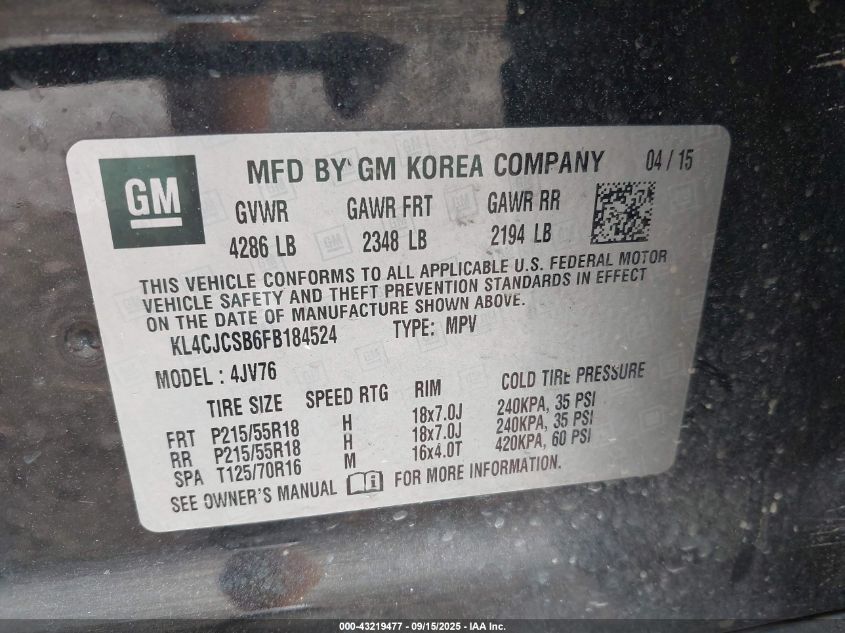 GM
MFD BY GM KOREA COMPANY 04 / 15
GVWR GAWR FRT GAWR RR
4286 LB 2348 LB 2194 LB
THIS VEHICLE CONFORMS TO ALL APPLICABLE U.S. FEDERAL MOTOR
VEHICLE SAFETY AND THEFT PREVENTION STANDARDS IN EFFECT
ON THE DATE OF MANUFACTURE SHOWN ABOVE.
KL4CJCSB6FB184524 TYPE: MPV
MODEL : 4JV76
TIRE SIZE SPEED RTG RIM COLD TIRE PRESSURE
FRT P215/55R18 H 18x7.0J 240KPA, 35 PSI
RR P215/55R18 H 18x7.0J 240KPA, 35 PSI
SPA T125/70R16 M 16x4.0T 420KPA, 60 PSI
SEE OWNER'S MANUAL FOR MORE INFORMATION.
000-43219477 - 09/15/2025 - IAA Inc.